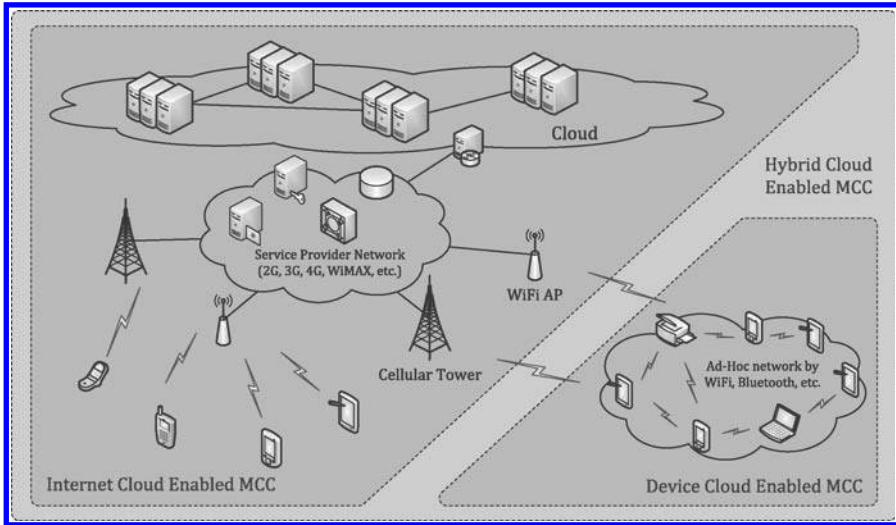 Cloud
Hybrid Cloud
Enabled MCC
Service Provider Network
(2G, 3G, 4G, WiMAX, etc.)
WiFi AP
Cellular Tower
Ad-Hoc network by
WiFi, Bluetooth, etc.
Internet Cloud Enabled MCC
Device Cloud Enabled MCC